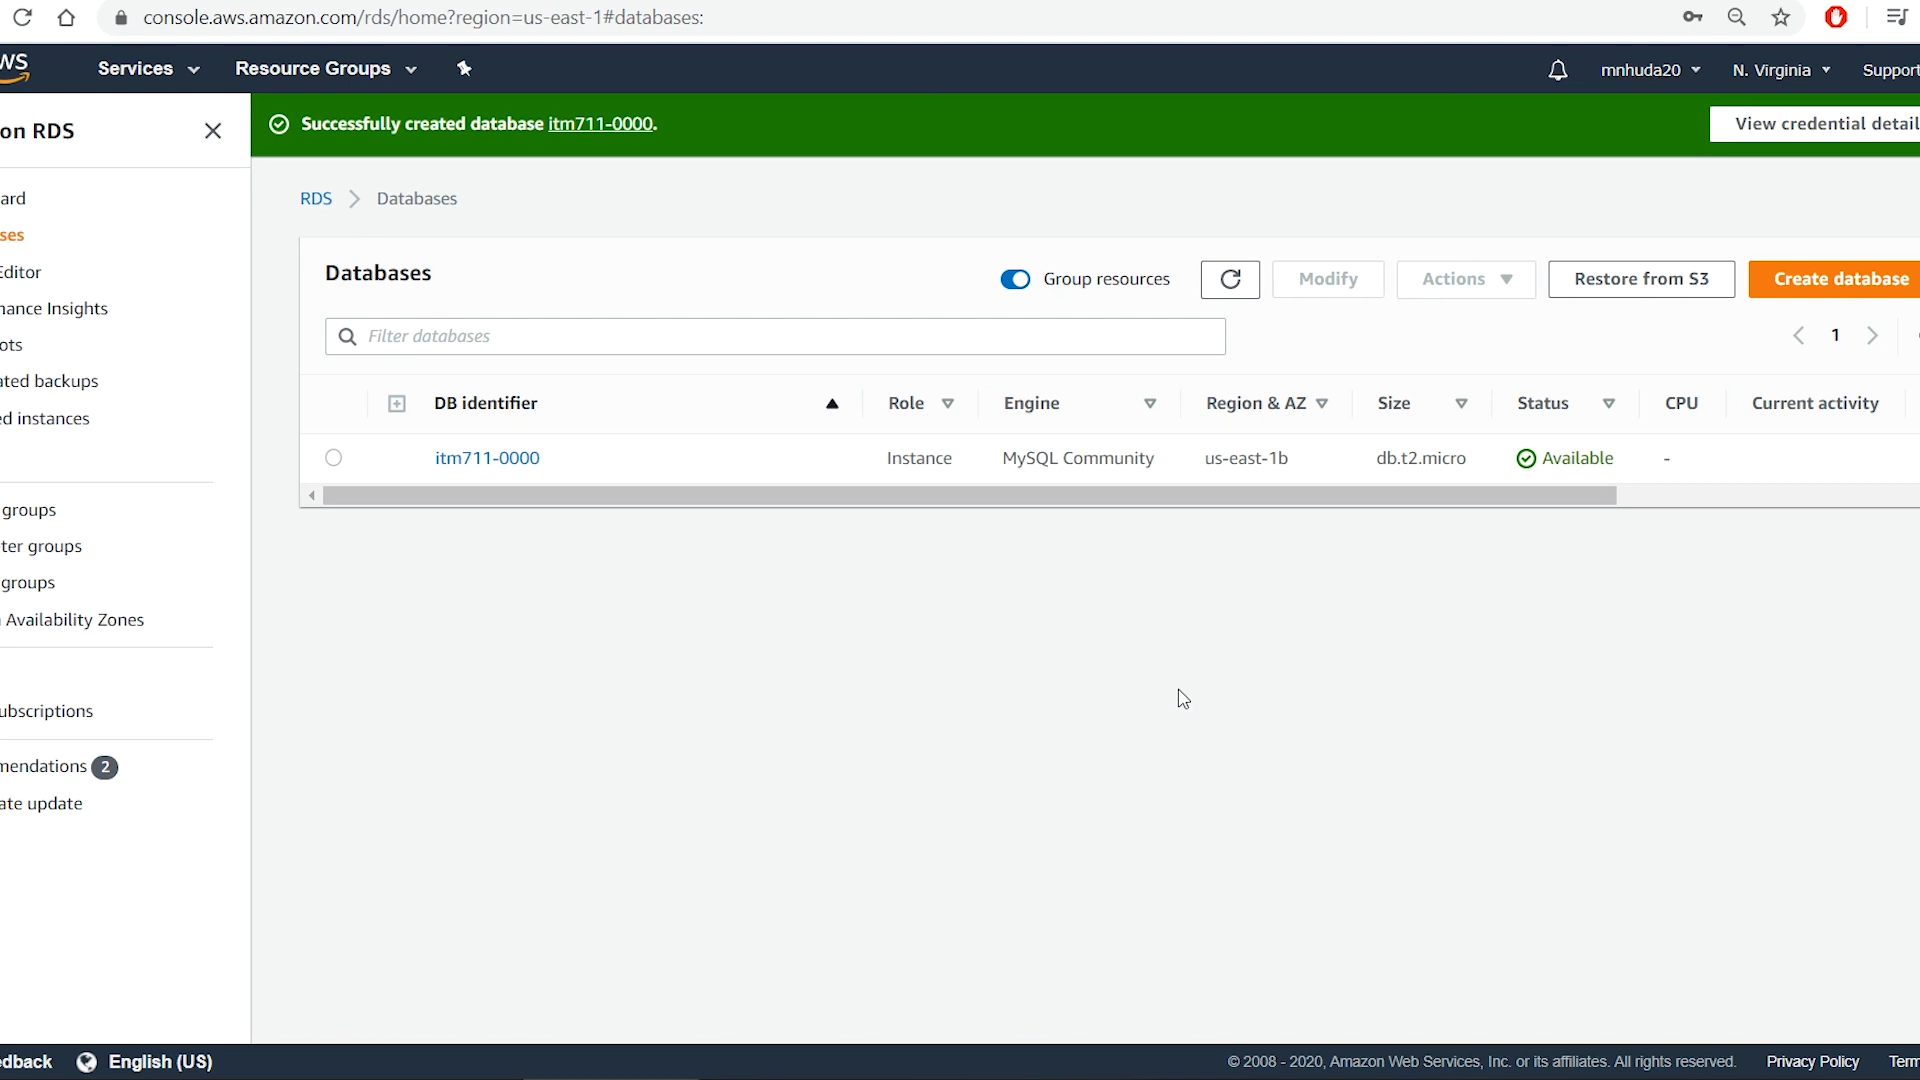 console.aws.amazon.com/rds/home?region=us-east-1#databases:
WS Services Resource Groups mnhuda20 N. Virginia Support
on RDS
Successfully created database itm711-0000.
View credential detail
ard
ses
Editor
mance Insights
ots
ated backups
ed instances
groups
ter groups
groups
Availability Zones
ubscriptions
mendations 2
ate update
RDS > Databases
Databases
Group resources Modify Actions Restore from S3 Create database
Filter databases
1
DB identifier Role Engine Region & AZ Size Status CPU Current activity
itm711-0000 Instance MySQL Community us-east-1b db.t2.micro Available -
edback English (US) © 2008 - 2020, Amazon Web Services, Inc. or its affiliates. All rights reserved. Privacy Policy Term